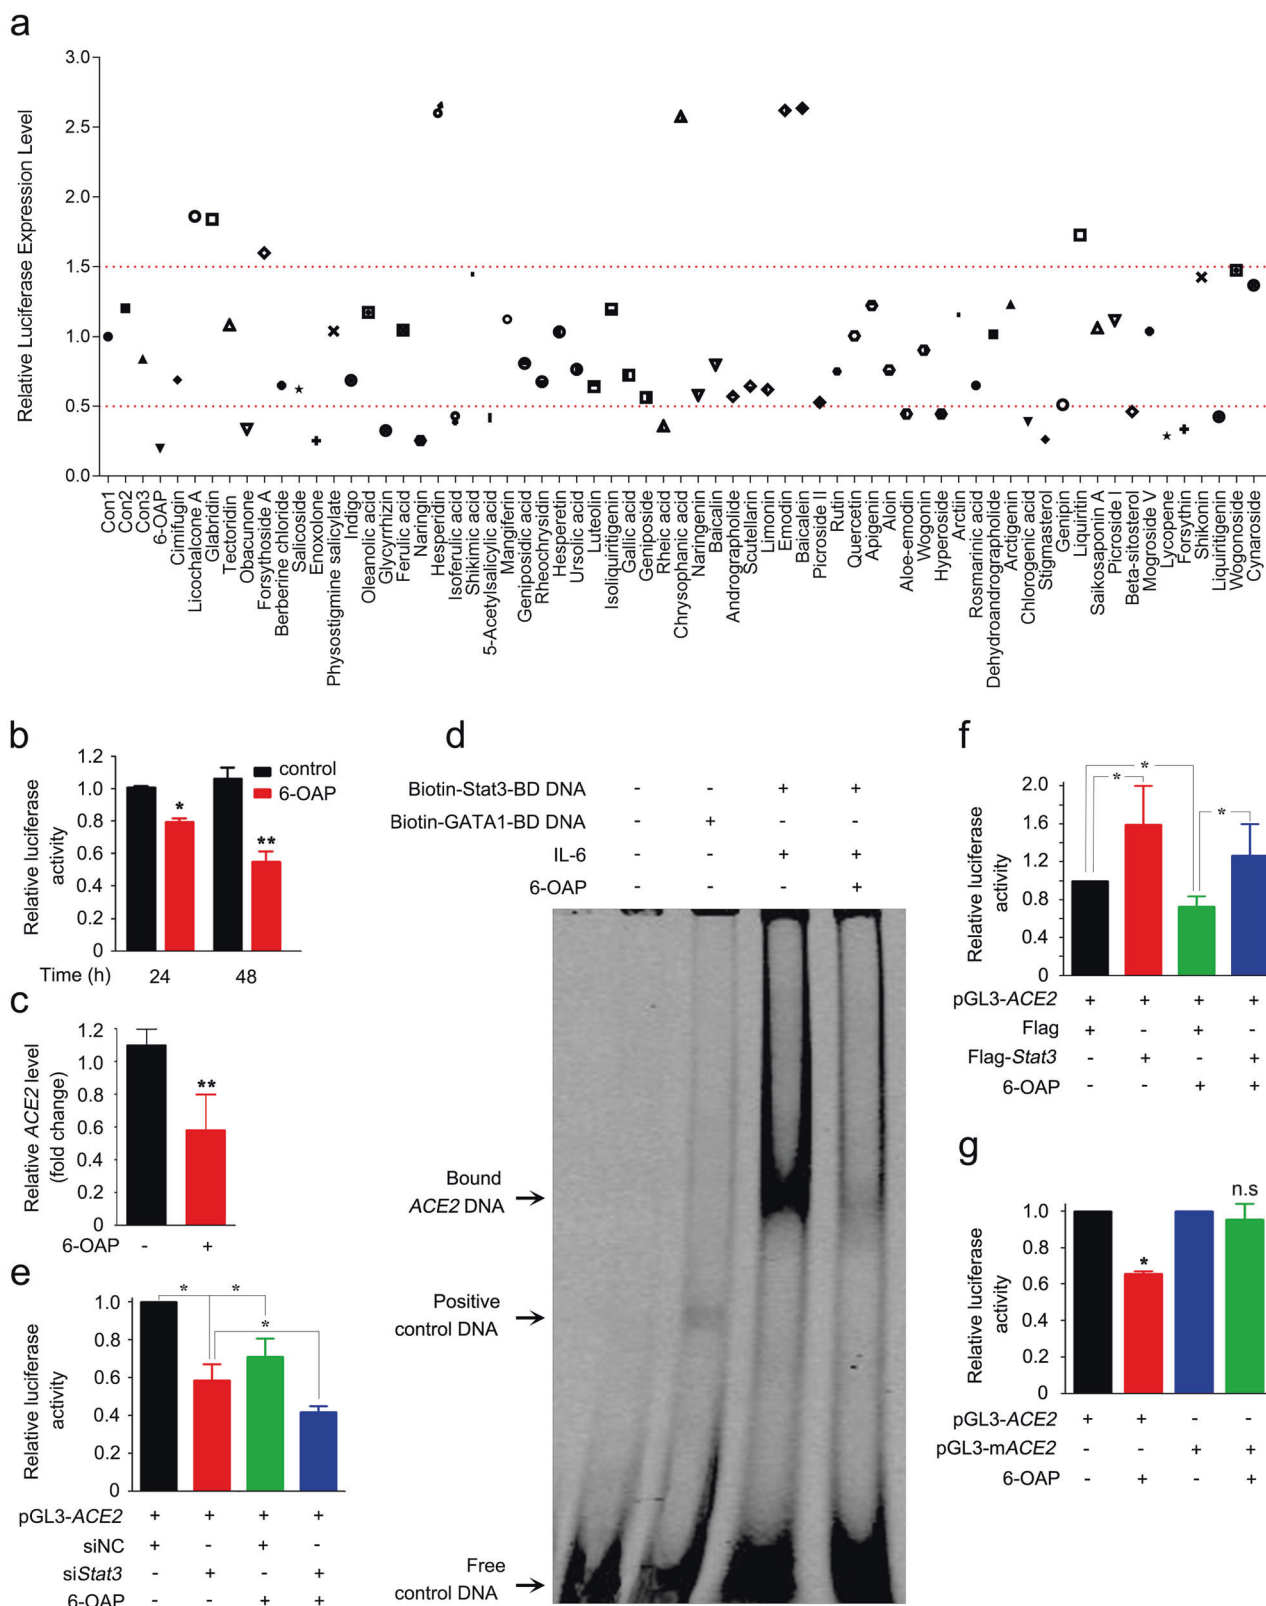 a
Relative Luciferase Expression Level
3.0
2.5
2.0
1.5
1.0
0.5
0.0
Con1
Con2
Con3
6-OAP
Cimifugin
Licochalcone A
Glabridin
Tectoridin
Obacunone
Forsythoside A
Berberine chloride
Salicoside
Enoxolone
Physostigmine salicylate
Indigo
Oleanolic acid
Glycyrrhizin
Ferulic acid
Naringin
Hesperidin
Isoferulic acid
Shikimic acid
5-Acetylsalicylic acid
Mangiferin
Geniposidic acid
Rheochrysidin
Hesperetin
Ursolic acid
Luteolin
Isoliquiritigenin
Gallic acid
Geniposide
Rheic acid
Chrysophanic acid
Naringenin
Baicalin
Andrographolide
Scutellarin
Limonin
Emodin
Baicalein
Picroside II
Rutin
Quercetin
Apigenin
Aloin
Aloe-emodin
Wogonin
Hyperoside
Arctiin
Rosmarinic acid
Dehydroandrographolide
Arctigenin
Chlorogenic acid
Stigmasterol
Genipin
Liquiritin
Saikosaponin A
Picroside I
Beta-sitosterol
Mogroside V
Lycopene
Forsythin
Shikonin
Liquiritigenin
Wogonoside
Cynaroside
b
Relative luciferase
activity
1.2
1.0
0.8
0.6
0.4
0.2
0
control
6-OAP
*
**
Time (h) 24 48
c
Relative ACE2 level
(fold change)
1.2
1.0
0.8
0.6
0.4
0.2
0
**
6-OAP - +
d
Biotin-Stat3-BD DNA - - + +
Biotin-GATA1-BD DNA - + - -
IL-6 - - + +
6-OAP - - - +
Bound
ACE2 DNA
Positive
control DNA
Free
control DNA
e
Relative luciferase
activity
1.0
0.8
0.6
0.4
0.2
0
* *
*
pGL3-ACE2 + + + +
siNC + - + -
siStat3 - + - +
6-OAP - - + +
f
Relative luciferase
activity
2.0
1.6
1.2
0.8
0.4
0
*
*
*
pGL3-ACE2 + + + +
Flag + - + -
Flag-Stat3 - + - +
6-OAP - - + +
g
Relative luciferase
activity
1.0
0.8
0.6
0.4
0.2
0
*
n.s
pGL3-ACE2 + + - -
pGL3-mACE2 - - + +
6-OAP - + - +